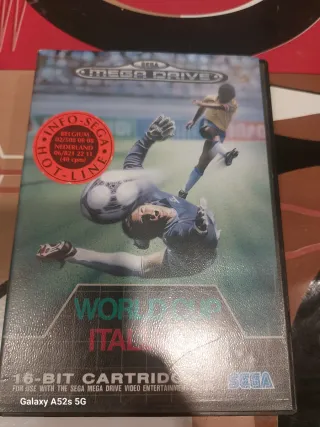 SEGA
MEGA DRIVE
INFO-SEGA
BELGIUM
NEDERLAND
HOT-LINE
WORLD CUP
16-BIT CARTRIDGE
FOR USE WITH THE SEGA MEGA DRIVE VIDEO ENTERTAINMENT
SEGA
Galaxy A52s 5G